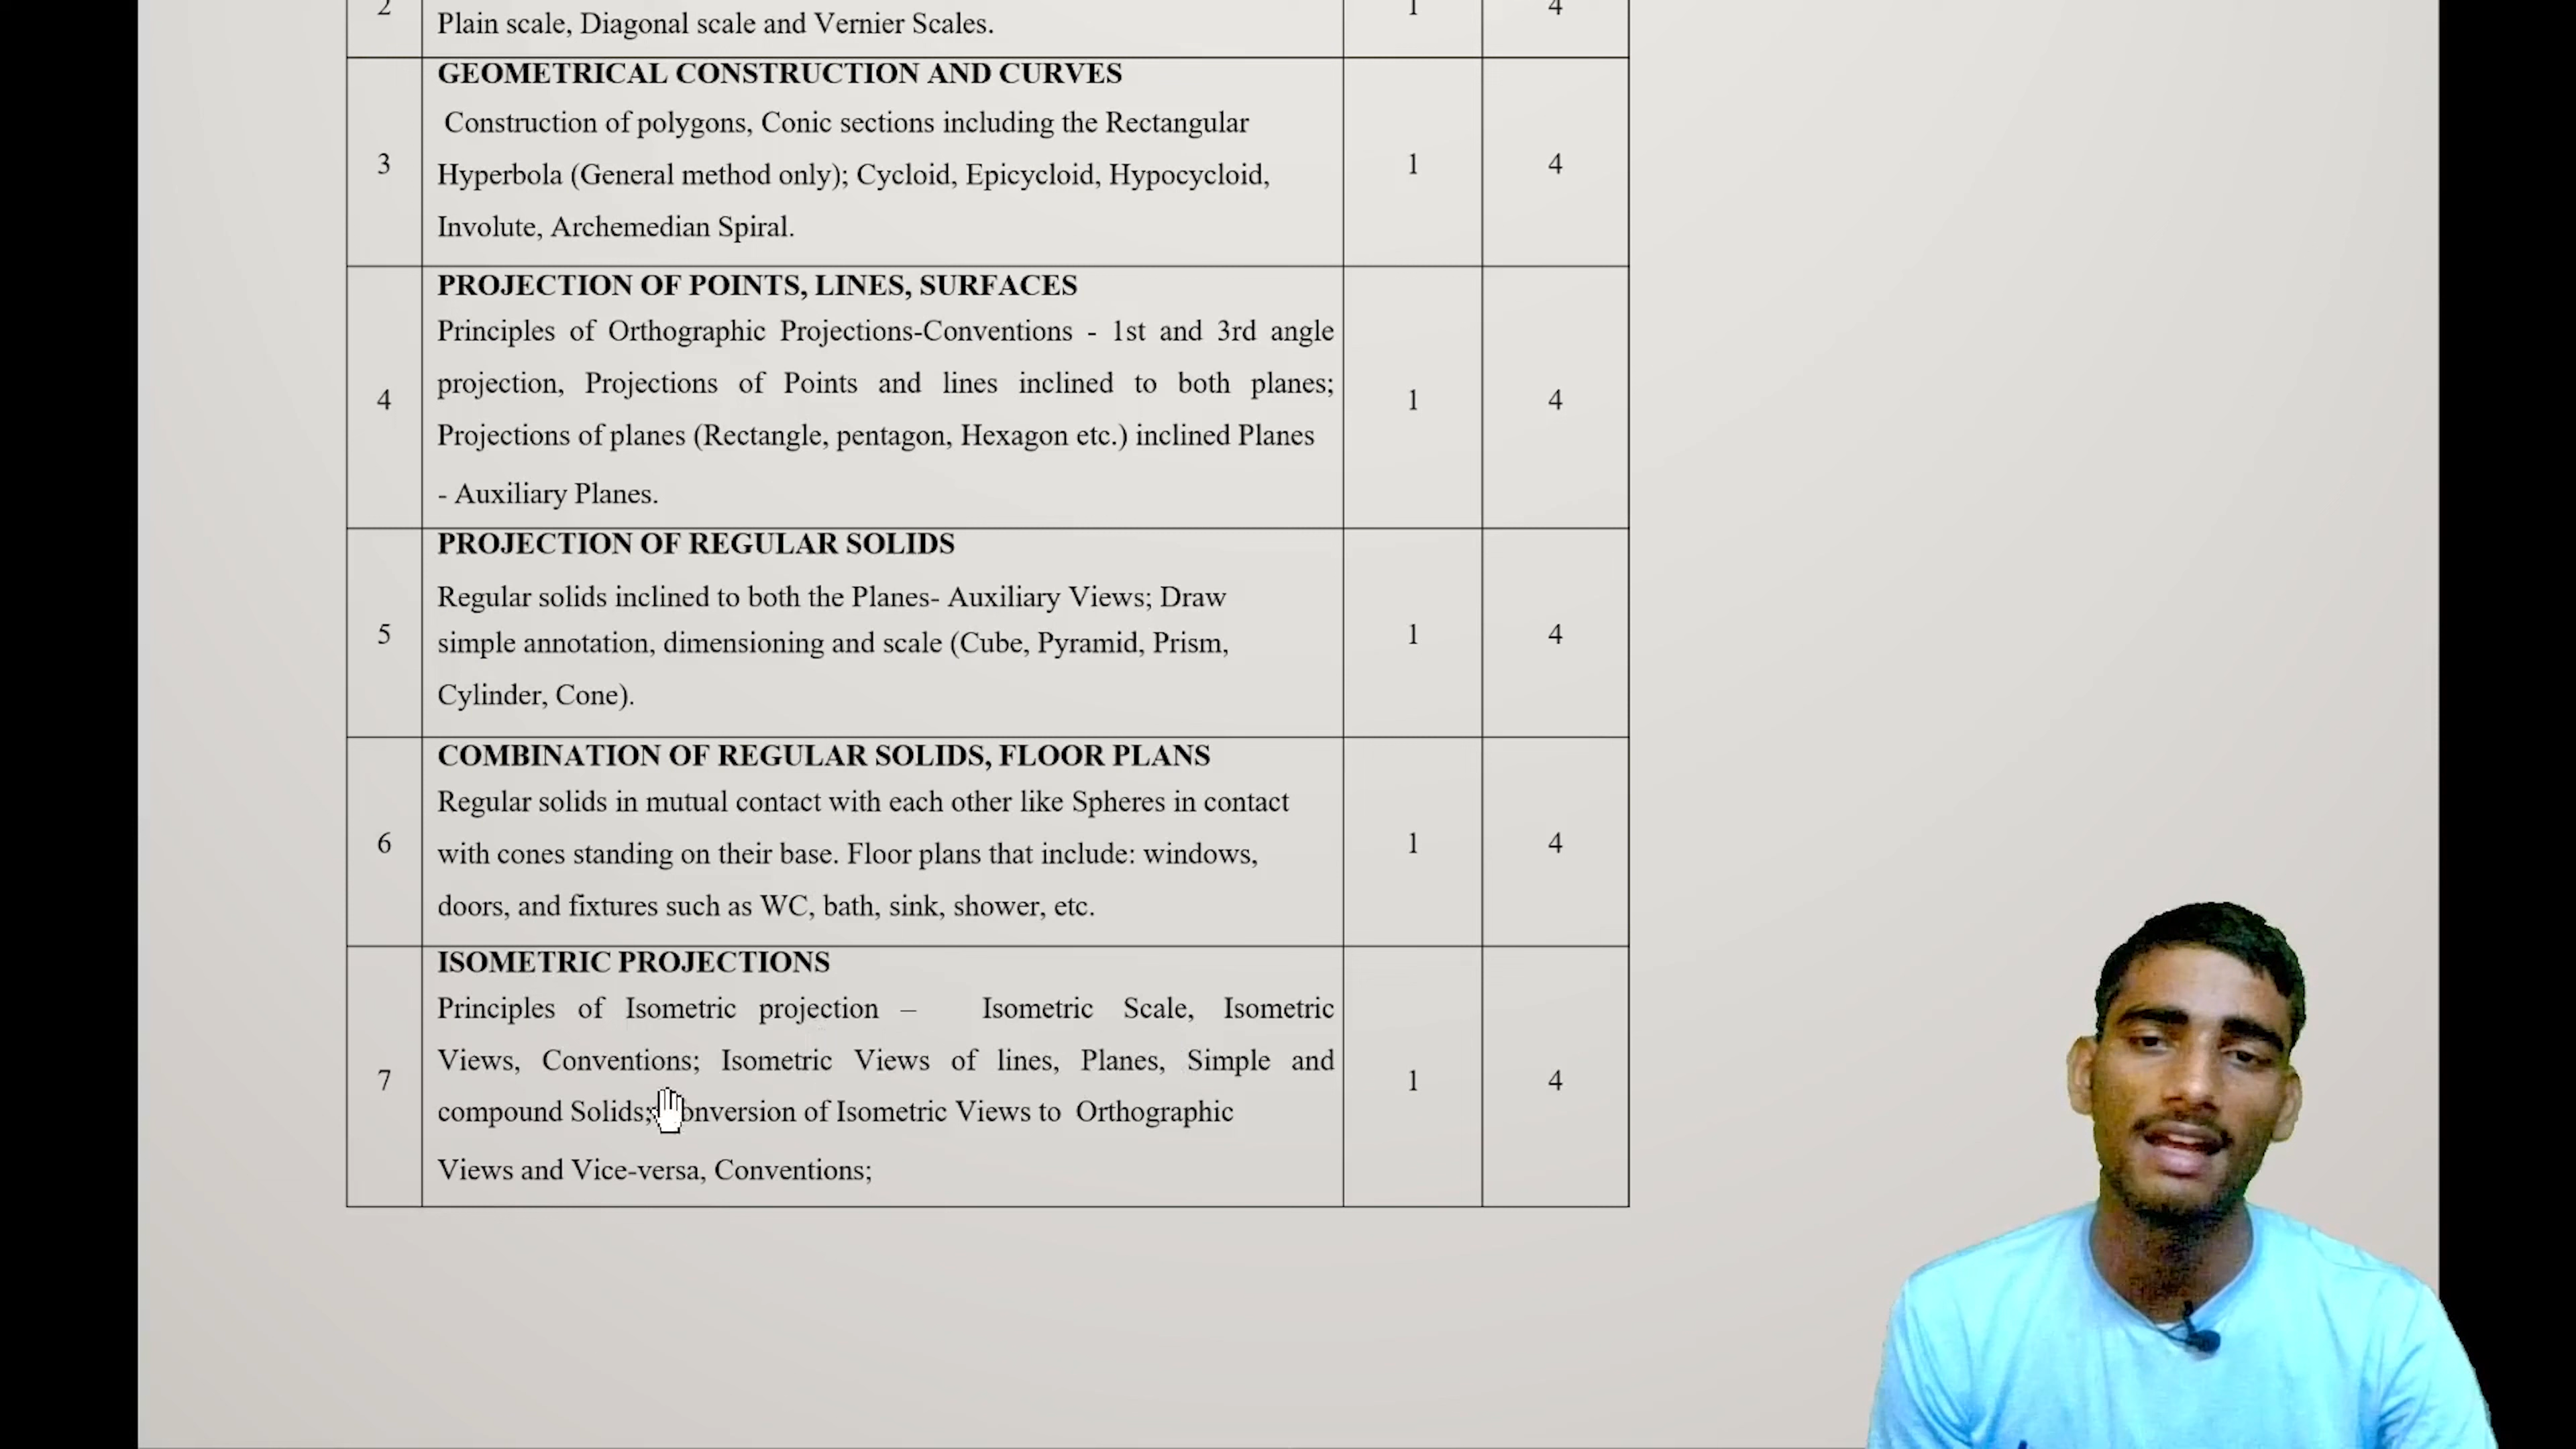 2
Plain scale, Diagonal scale and Vernier Scales.
1
4
GEOMETRICAL CONSTRUCTION AND CURVES
Construction of polygons, Conic sections including the Rectangular
3
Hyperbola (General method only); Cycloid, Epicycloid, Hypocycloid,
1
4
Involute, Archemedian Spiral.
PROJECTION OF POINTS, LINES, SURFACES
Principles of Orthographic Projections-Conventions - 1st and 3rd angle
projection, Projections of Points and lines inclined to both planes;
4
1
4
Projections of planes (Rectangle, pentagon, Hexagon etc.) inclined Planes
- Auxiliary Planes.
PROJECTION OF REGULAR SOLIDS
Regular solids inclined to both the Planes- Auxiliary Views; Draw
5
simple annotation, dimensioning and scale (Cube, Pyramid, Prism,
1
4
Cylinder, Cone).
COMBINATION OF REGULAR SOLIDS, FLOOR PLANS
Regular solids in mutual contact with each other like Spheres in contact
6
with cones standing on their base. Floor plans that include: windows,
1
4
doors, and fixtures such as WC, bath, sink, shower, etc.
ISOMETRIC PROJECTIONS
Principles of Isometric projection – Isometric Scale, Isometric
Views, Conventions; Isometric Views of lines, Planes, Simple and
7
1
4
compound Solids; onversion of Isometric Views to Orthographic
Views and Vice-versa, Conventions;